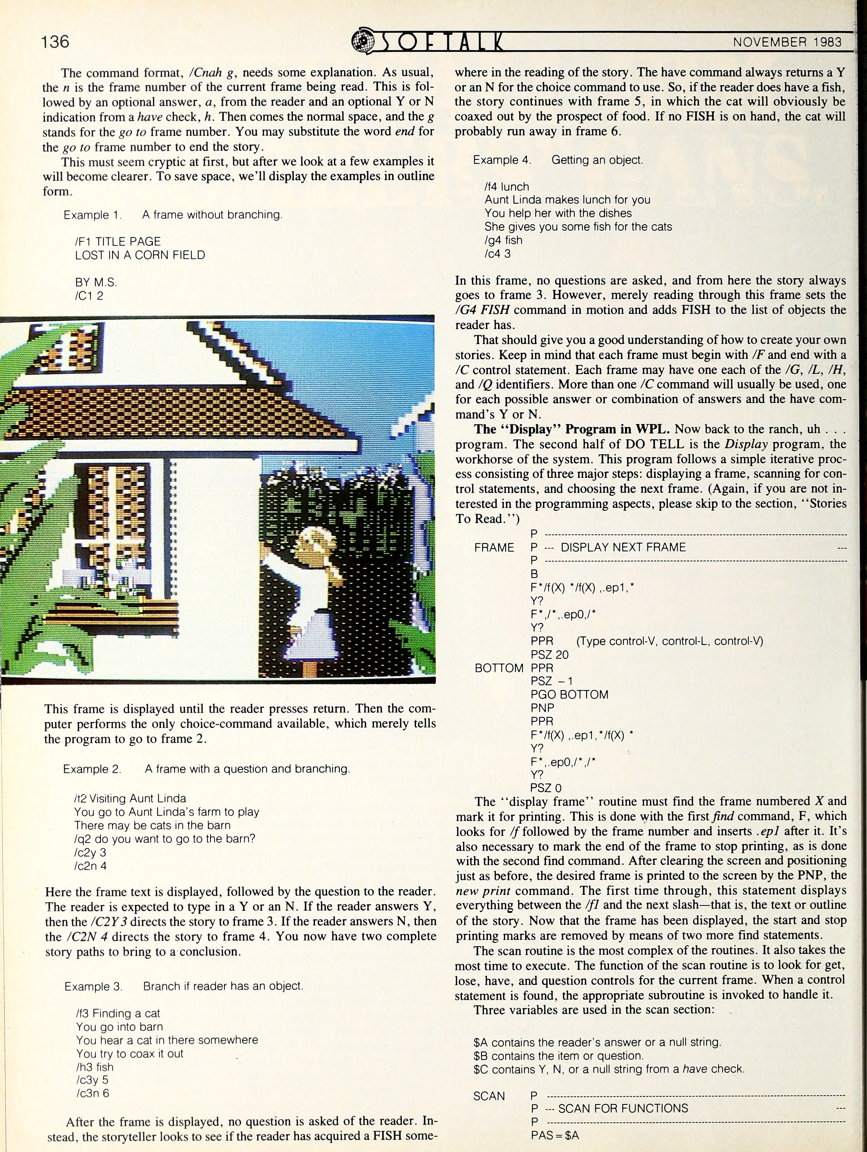 136
SOFTALK
NOVEMBER 1983
The command format, /Cnah g, needs some explanation. As usual,
the n is the frame number of the current frame being read. This is fol-
lowed by an optional answer, a, from the reader and an optional Y or N
indication from a have check, h. Then comes the normal space, and the g
stands for the go to frame number. You may substitute the word end for
the go to frame number to end the story.
This must seem cryptic at first, but after we look at a few examples it
will become clearer. To save space, we'll display the examples in outline
form.
Example 1. A frame without branching.
/F1 TITLE PAGE
LOST IN A CORN FIELD
BY M.S.
/C1 2
This frame is displayed until the reader presses return. Then the com-
puter performs the only choice-command available, which merely tells
the program to go to frame 2.
Example 2. A frame with a question and branching.
/f2 Visiting Aunt Linda
You go to Aunt Linda's farm to play
There may be cats in the barn
/q2 do you want to go to the barn?
/c2y 3
/c2n 4
Here the frame text is displayed, followed by the question to the reader.
The reader is expected to type in a Y or an N. If the reader answers Y,
then the /C2Y3 directs the story to frame 3. If the reader answers N, then
the /C2N 4 directs the story to frame 4. You now have two complete
story paths to bring to a conclusion.
Example 3. Branch if reader has an object.
/f3 Finding a cat
You go into barn
You hear a cat in there somewhere
You try to coax it out
/h3 fish
/c3y 5
/c3n 6
After the frame is displayed, no question is asked of the reader. In-
stead, the storyteller looks to see if the reader has acquired a FISH some-
where in the reading of the story. The have command always returns a Y
or an N for the choice command to use. So, if the reader does have a fish,
the story continues with frame 5, in which the cat will obviously be
coaxed out by the prospect of food. If no FISH is on hand, the cat will
probably run away in frame 6.
Example 4. Getting an object.
/f4 lunch
Aunt Linda makes lunch for you
You help her with the dishes
She gives you some fish for the cats
/g4 fish
/c4 3
In this frame, no questions are asked, and from here the story always
goes to frame 3. However, merely reading through this frame sets the
/G4 FISH command in motion and adds FISH to the list of objects the
reader has.
That should give you a good understanding of how to create your own
stories. Keep in mind that each frame must begin with /F and end with a
/C control statement. Each frame may have one each of the /G, /L, /H,
and /Q identifiers. More than one /C command will usually be used, one
for each possible answer or combination of answers and the have com-
mand's Y or N.
The "Display" Program in WPL. Now back to the ranch, uh . . .
program. The second half of DO TELL is the Display program, the
workhorse of the system. This program follows a simple iterative proc-
ess consisting of three major steps: displaying a frame, scanning for con-
trol statements, and choosing the next frame. (Again, if you are not in-
terested in the programming aspects, please skip to the section, "Stories
To Read.")
P ------------------------------------------------------------
FRAME P --- DISPLAY NEXT FRAME ---
P ------------------------------------------------------------
B
F*/f(X) */f(X) ,.ep1,*
Y?
F*,/*,.ep0,/*
Y?
PPR (Type control-V, control-L, control-V)
PSZ 20
BOTTOM PPR
PSZ -1
PGO BOTTOM
PNP
PPR
F*/f(X) ,.ep1,*/f(X) *
Y?
F*,.ep0,/*,/*
Y?
PSZ 0
The "display frame" routine must find the frame numbered X and
mark it for printing. This is done with the first find command, F, which
looks for /f followed by the frame number and inserts .ep1 after it. It's
also necessary to mark the end of the frame to stop printing, as is done
with the second find command. After clearing the screen and positioning
just as before, the desired frame is printed to the screen by the PNP, the
new print command. The first time through, this statement displays
everything between the /f1 and the next slash—that is, the text or outline
of the story. Now that the frame has been displayed, the start and stop
printing marks are removed by means of two more find statements.
The scan routine is the most complex of the routines. It also takes the
most time to execute. The function of the scan routine is to look for get,
lose, have, and question controls for the current frame. When a control
statement is found, the appropriate subroutine is invoked to handle it.
Three variables are used in the scan section:
$A contains the reader's answer or a null string.
$B contains the item or question.
$C contains Y, N, or a null string from a have check.
SCAN P ------------------------------------------------------------
P --- SCAN FOR FUNCTIONS ---
P ------------------------------------------------------------
PAS=$A